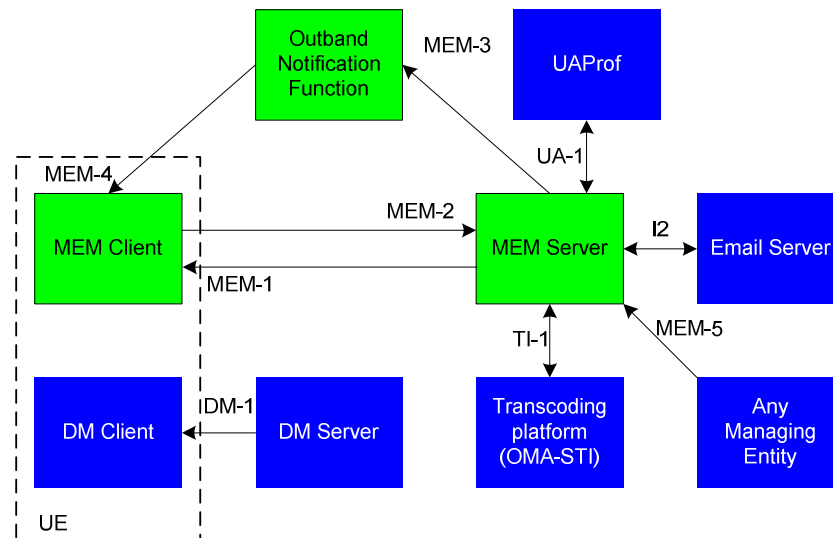 Outband
Notification
Function
MEM-3
UAProf
UA-1
MEM-4
MEM Client
MEM-2
MEM-1
MEM Server
I2
Email Server
TI-1
MEM-5
DM Client
DM-1
DM Server
Transcoding
platform
(OMA-STI)
Any
Managing
Entity
UE